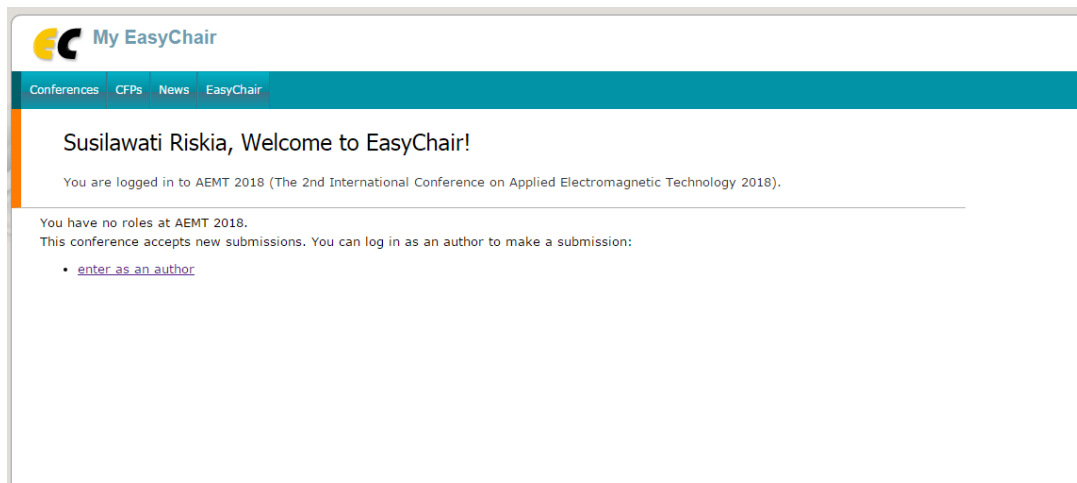 EC My EasyChair
Conferences CFPs News EasyChair
Susilawati Riskia, Welcome to EasyChair!
You are logged in to AEMT 2018 (The 2nd International Conference on Applied Electromagnetic Technology 2018).
You have no roles at AEMT 2018.
This conference accepts new submissions. You can log in as an author to make a submission:
• enter as an author